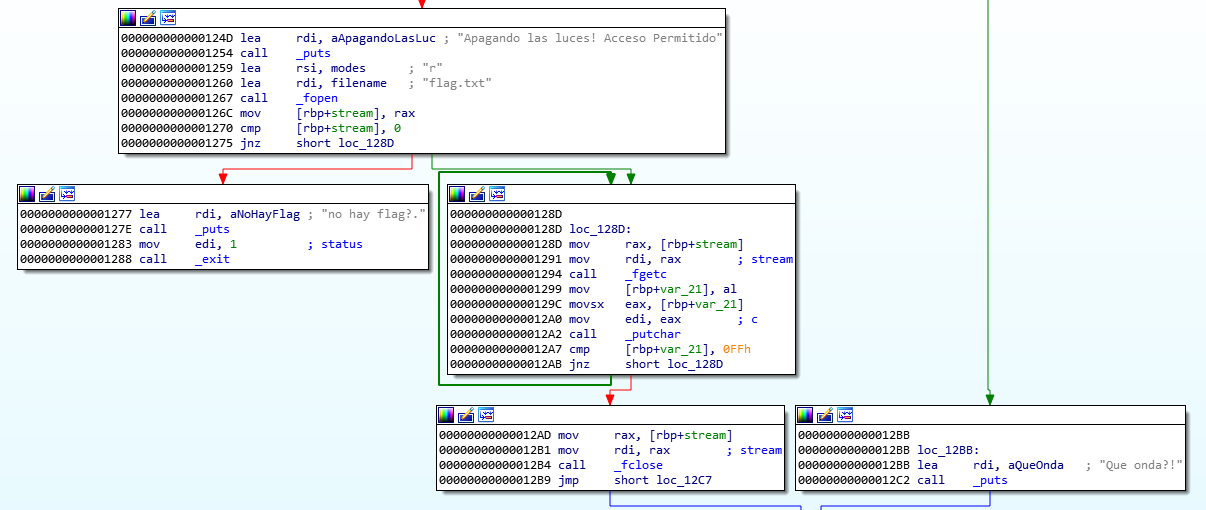 000000000000124D lea     rdi, aApagandoLasLuc ; "Apagando las luces! Acceso Permitido"
0000000000001254 call    _puts
0000000000001259 lea     rsi, modes      ; "r"
0000000000001260 lea     rdi, filename   ; "flag.txt"
0000000000001267 call    _fopen
000000000000126C mov     [rbp+stream], rax
0000000000001270 cmp     [rbp+stream], 0
0000000000001275 jnz     short loc_128D
0000000000001277 lea     rdi, aNoHayFlag ; "no hay flag?."
000000000000127E call    _puts
0000000000001283 mov     edi, 1          ; status
0000000000001288 call    _exit
000000000000128D
000000000000128D loc_128D:
000000000000128D mov     rax, [rbp+stream]
0000000000001291 mov     rdi, rax        ; stream
0000000000001294 call    _fgetc
0000000000001299 mov     [rbp+var_21], al
000000000000129C movsx   eax, [rbp+var_21]
00000000000012A0 mov     edi, eax        ; c
00000000000012A2 call    _putchar
00000000000012A7 cmp     [rbp+var_21], 0FFh
00000000000012AB jnz     short loc_128D
00000000000012AD mov     rax, [rbp+stream]
00000000000012B1 mov     rdi, rax        ; stream
00000000000012B4 call    _fclose
00000000000012B9 jmp     short loc_12C7
00000000000012BB
00000000000012BB loc_12BB:
00000000000012BB lea     rdi, aQueOnda   ; "Que onda?!"
00000000000012C2 call    _puts